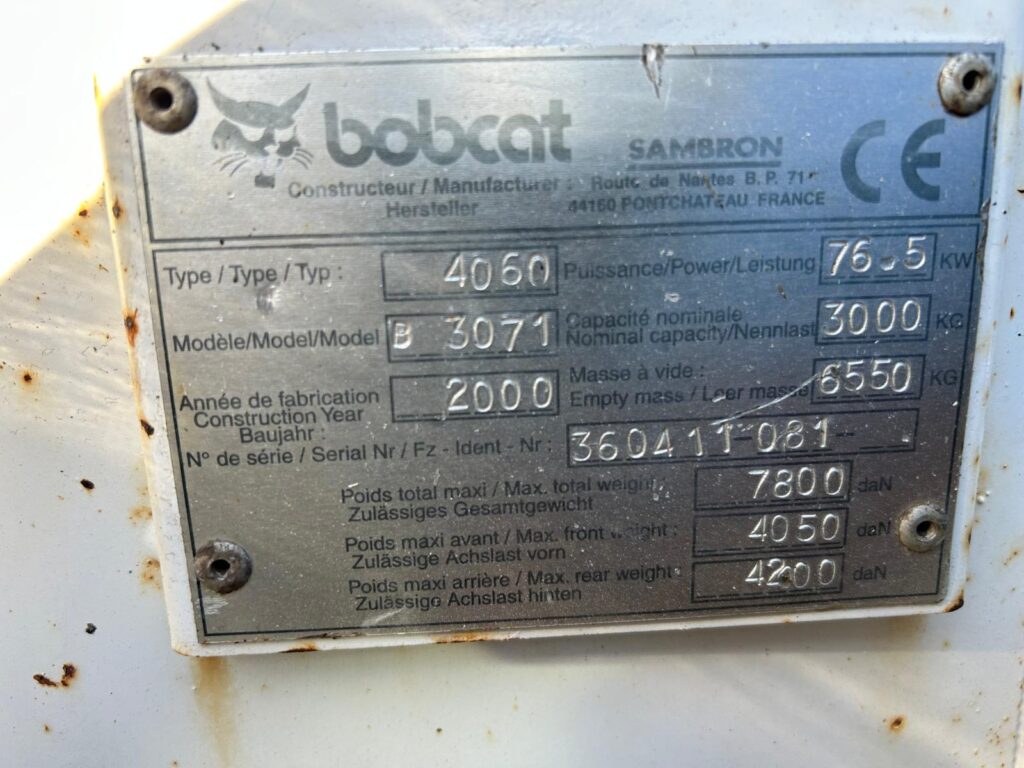 bobcat SAMBRON CE
Constructeur / Manufacturer : Route de Nantes B. P. 71
Hersteller 44160 PONTCHATEAU FRANCE
Type / Type / Typ : 4060 Puissance/Power/Leistung 76.5 KW
Modèle/Model/Model B 3071 Capacité nominale
Nominal capacity/Nennlast 3000 KG
Année de fabrication 2000 Masse à vide :
Construction Year Empty mass / Leer masse 6550 KG
Baujahr :
N° de série / Serial Nr / Fz - Ident - Nr : 360411-081--
Poids total maxi / Max. total weight : 7800 daN
Zulässiges Gesamtgewicht
Poids maxi avant / Max. front weight : 4050 daN
Zulässige Achslast vorn
Poids maxi arrière / Max. rear weight : 4200 daN
Zulässige Achslast hinten